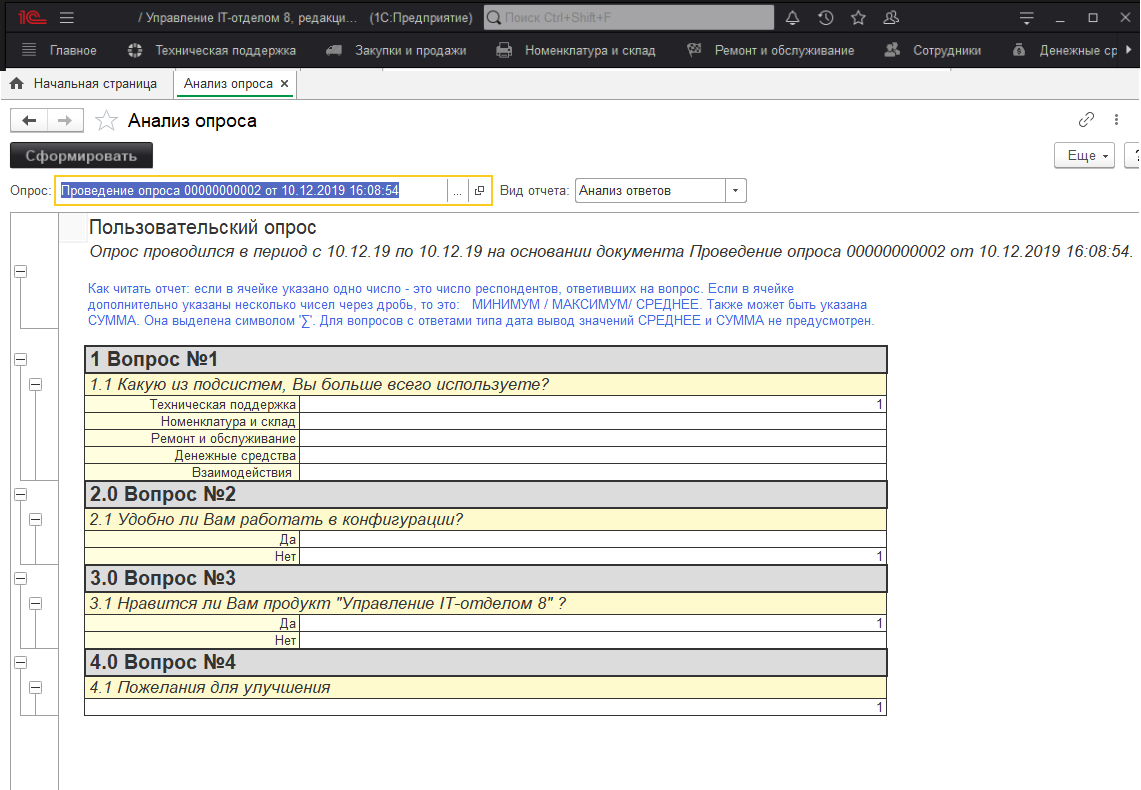 / Управление IT-отделом 8, редакци... (1С:Предприятие) Поиск Ctrl+Shift+F
Главное Техническая поддержка Закупки и продажи Номенклатура и склад Ремонт и обслуживание Сотрудники Денежные ср
Начальная страница Анализ опроса ×
Анализ опроса
Сформировать Еще ?
Опрос: Проведение опроса 00000000002 от 10.12.2019 16:08:54 ... Вид отчета: Анализ ответов
Пользовательский опрос
Опрос проводился в период с 10.12.19 по 10.12.19 на основании документа Проведение опроса 00000000002 от 10.12.2019 16:08:54.
Как читать отчет: если в ячейке указано одно число - это число респондентов, ответивших на вопрос. Если в ячейке
дополнительно указаны несколько чисел через дробь, то это: МИНИМУМ / МАКСИМУМ/ СРЕДНЕЕ. Также может быть указана
СУММА. Она выделена символом '∑'. Для вопросов с ответами типа дата вывод значений СРЕДНЕЕ и СУММА не предусмотрен.
1 Вопрос №1
1.1 Какую из подсистем, Вы больше всего используете?
Техническая поддержка 1
Номенклатура и склад
Ремонт и обслуживание
Денежные средства
Взаимодействия
2.0 Вопрос №2
2.1 Удобно ли Вам работать в конфигурации?
Да
Нет 1
3.0 Вопрос №3
3.1 Нравится ли Вам продукт "Управление IT-отделом 8" ?
Да 1
Нет
4.0 Вопрос №4
4.1 Пожелания для улучшения
1